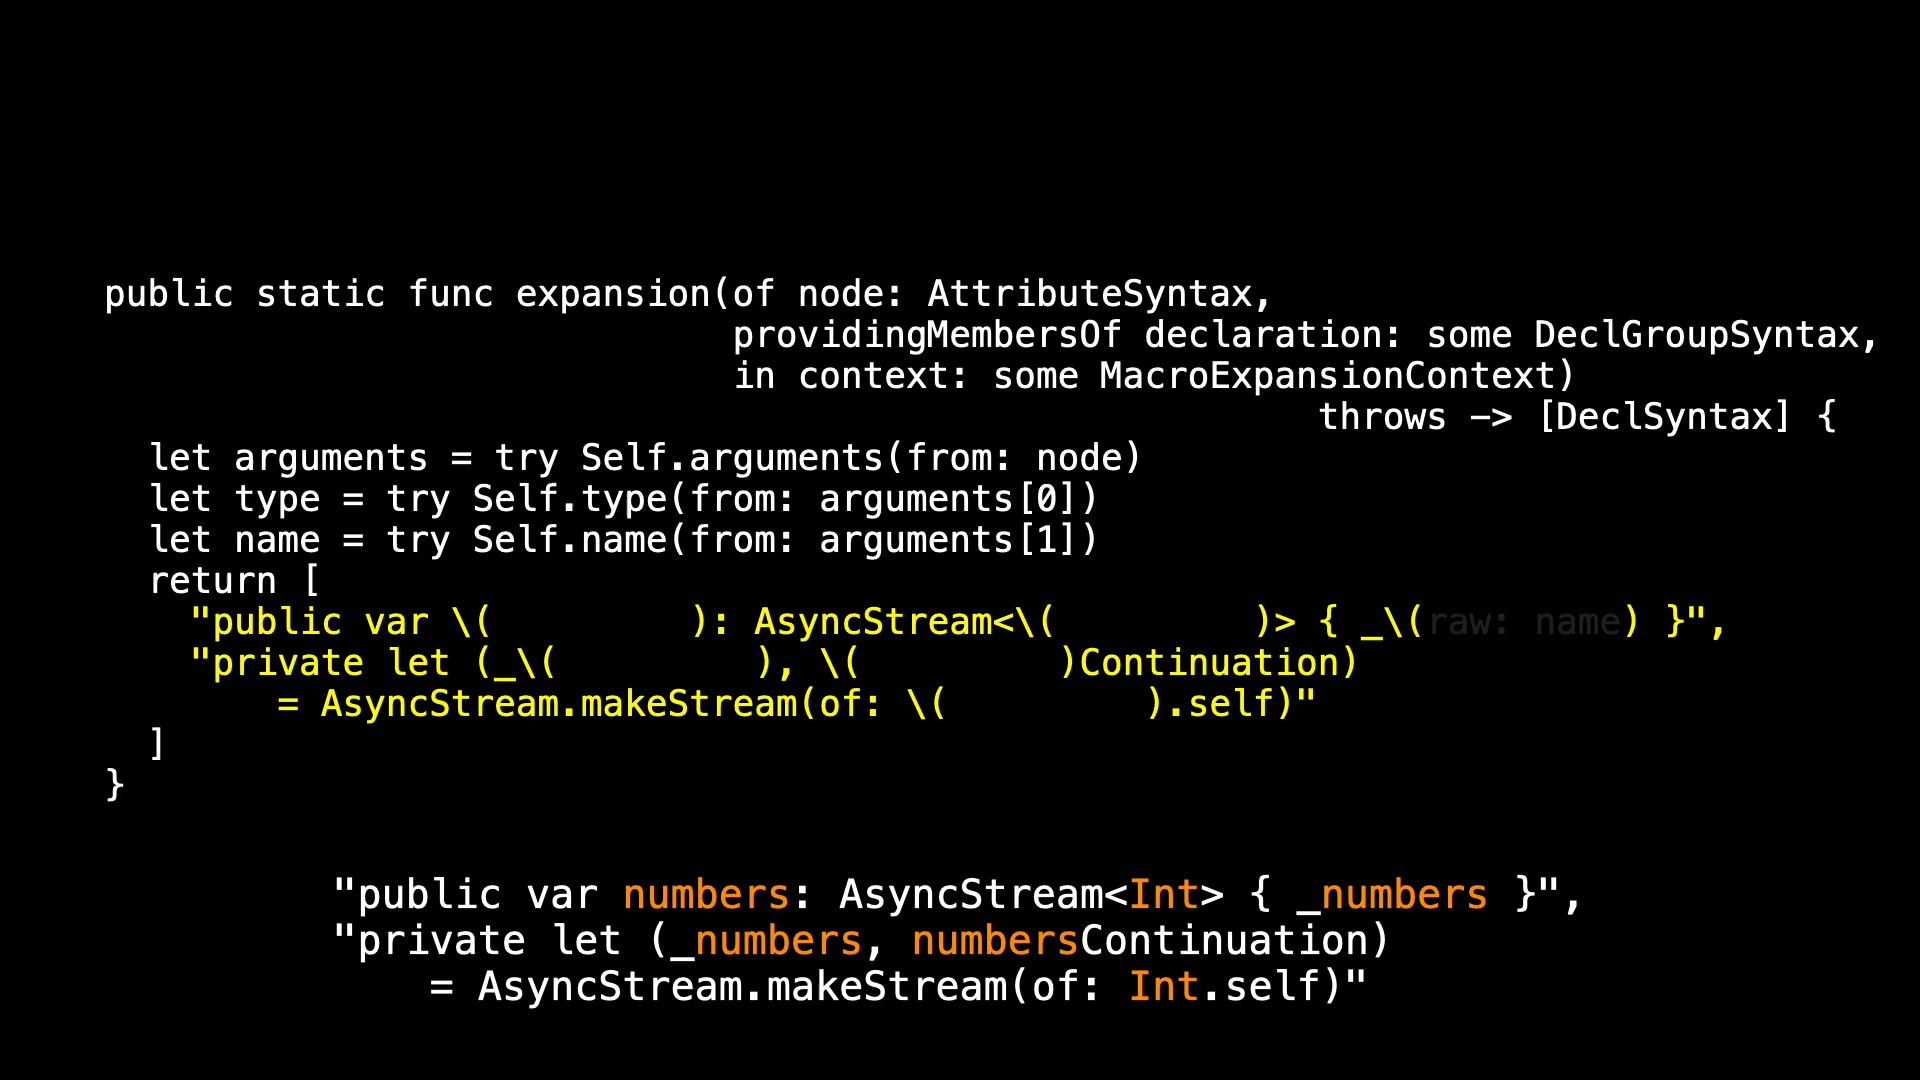 public static func expansion(of node: AttributeSyntax,
providingMembersOf declaration: some DeclGroupSyntax,
in context: some MacroExpansionContext)
throws -> [DeclSyntax] {
let arguments = try Self.arguments(from: node)
let type = try Self.type(from: arguments[0])
let name = try Self.name(from: arguments[1])
return [
"public var \( ): AsyncStream<\( )> { _\(raw: name) }",
"private let (_\( ), \( )Continuation)
= AsyncStream.makeStream(of: \( ).self)"
]
}
"public var numbers: AsyncStream<Int> { _numbers }",
"private let (_numbers, numbersContinuation)
= AsyncStream.makeStream(of: Int.self)"